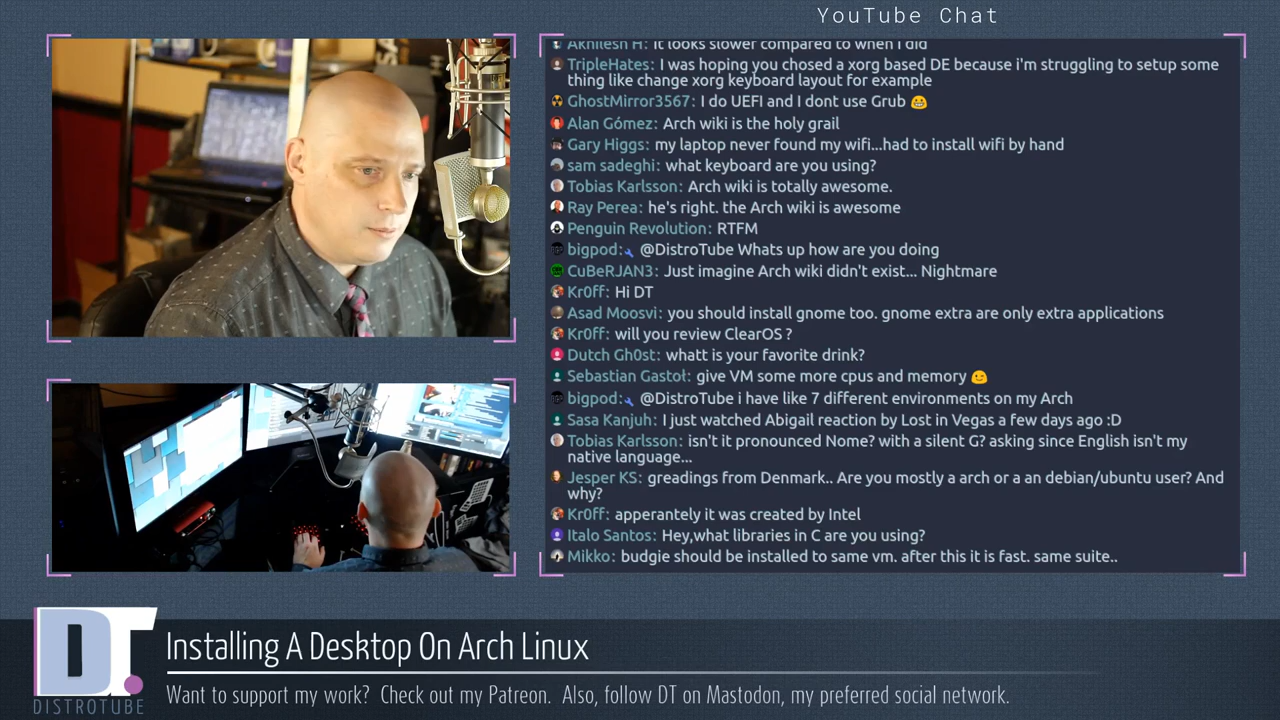 YouTube Chat
Akhilesh H: It looks slower compared to when I did
TripleHates: I was hoping you chosed a xorg based DE because i'm struggling to setup some
thing like change xorg keyboard layout for example
GhostMirror3567: I do UEFI and I dont use Grub 😂
Alan Gómez: Arch wiki is the holy grail
Gary Higgs: my laptop never found my wifi...had to install wifi by hand
sam sadeghi: what keyboard are you using?
Tobias Karlsson: Arch wiki is totally awesome.
Ray Perea: he's right. the Arch wiki is awesome
Penguin Revolution: RTFM
bigpod: @DistroTube Whats up how are you doing
CuBeRJAN3: Just imagine Arch wiki didn't exist... Nightmare
Kr0ff: Hi DT
Asad Moosvi: you should install gnome too. gnome extra are only extra applications
Kr0ff: will you review ClearOS ?
Dutch Gh0st: whatt is your favorite drink?
Sebastian Gastoł: give VM some more cpus and memory 😉
bigpod: @DistroTube i have like 7 different environments on my Arch
Sasa Kanjuh: I just watched Abigail reaction by Lost in Vegas a few days ago :D
Tobias Karlsson: isn't it pronounced Nome? with a silent G? asking since English isn't my
native language...
Jesper KS: greadings from Denmark.. Are you mostly a arch or a an debian/ubuntu user? And
why?
Kr0ff: apperantely it was created by Intel
Italo Santos: Hey,what libraries in C are you using?
Mikko: budgie should be installed to same vm. after this it is fast. same suite..
DT.
DISTROTUBE
Installing A Desktop On Arch Linux
Want to support my work? Check out my Patreon. Also, follow DT on Mastodon, my preferred social network.